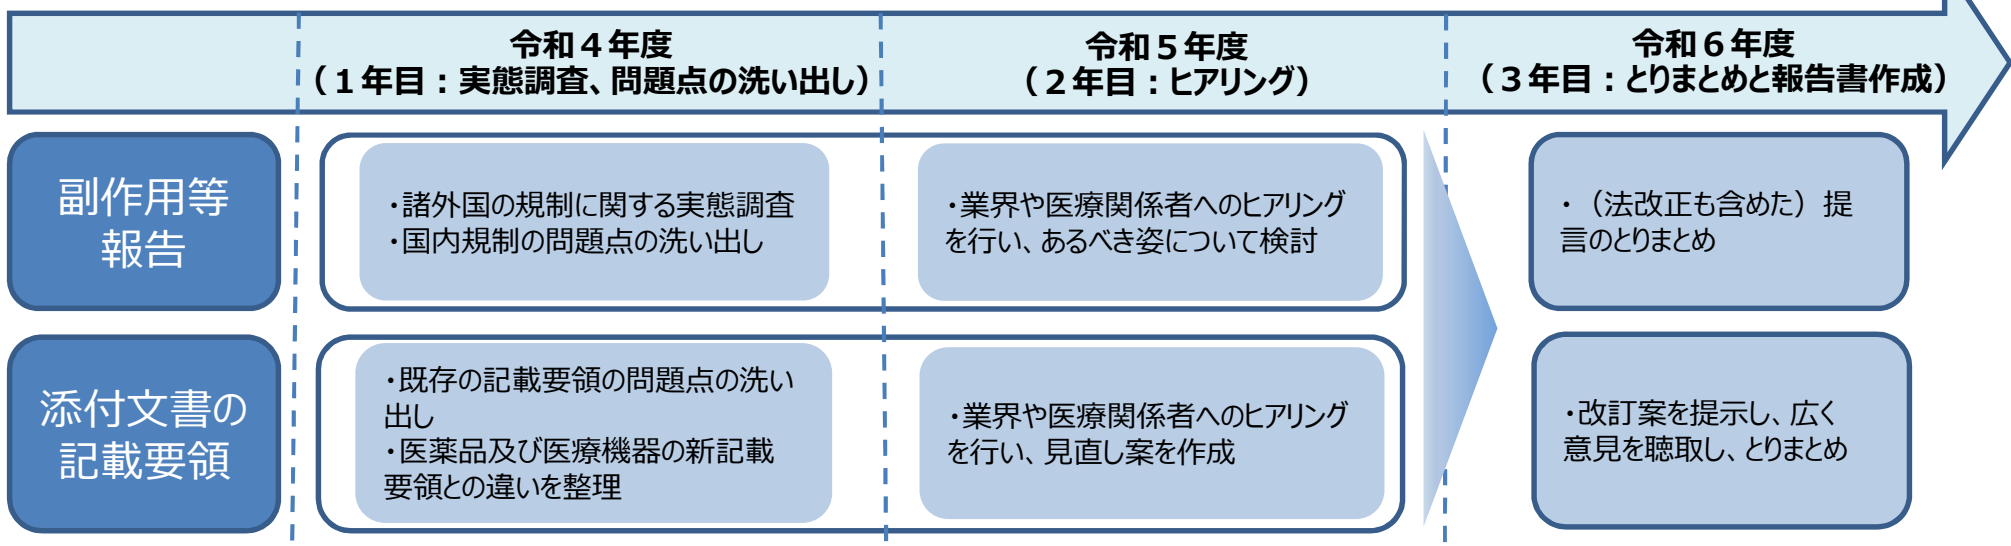 令和４年度
（１年目：実態調査、問題点の洗い出し）
令和５年度
（２年目：ヒアリング）
令和６年度
（３年目：とりまとめと報告書作成）
副作用等
報告
・諸外国の規制に関する実態調査
・国内規制の問題点の洗い出し
・業界や医療関係者へのヒアリング
を行い、あるべき姿について検討
・（法改正も含めた）提
言のとりまとめ
添付文書の
記載要領
・既存の記載要領の問題点の洗い
出し
・医薬品及び医療機器の新記載
要領との違いを整理
・業界や医療関係者へのヒアリング
を行い、見直し案を作成
・改訂案を提示し、広く
意見を聴取し、とりまとめ